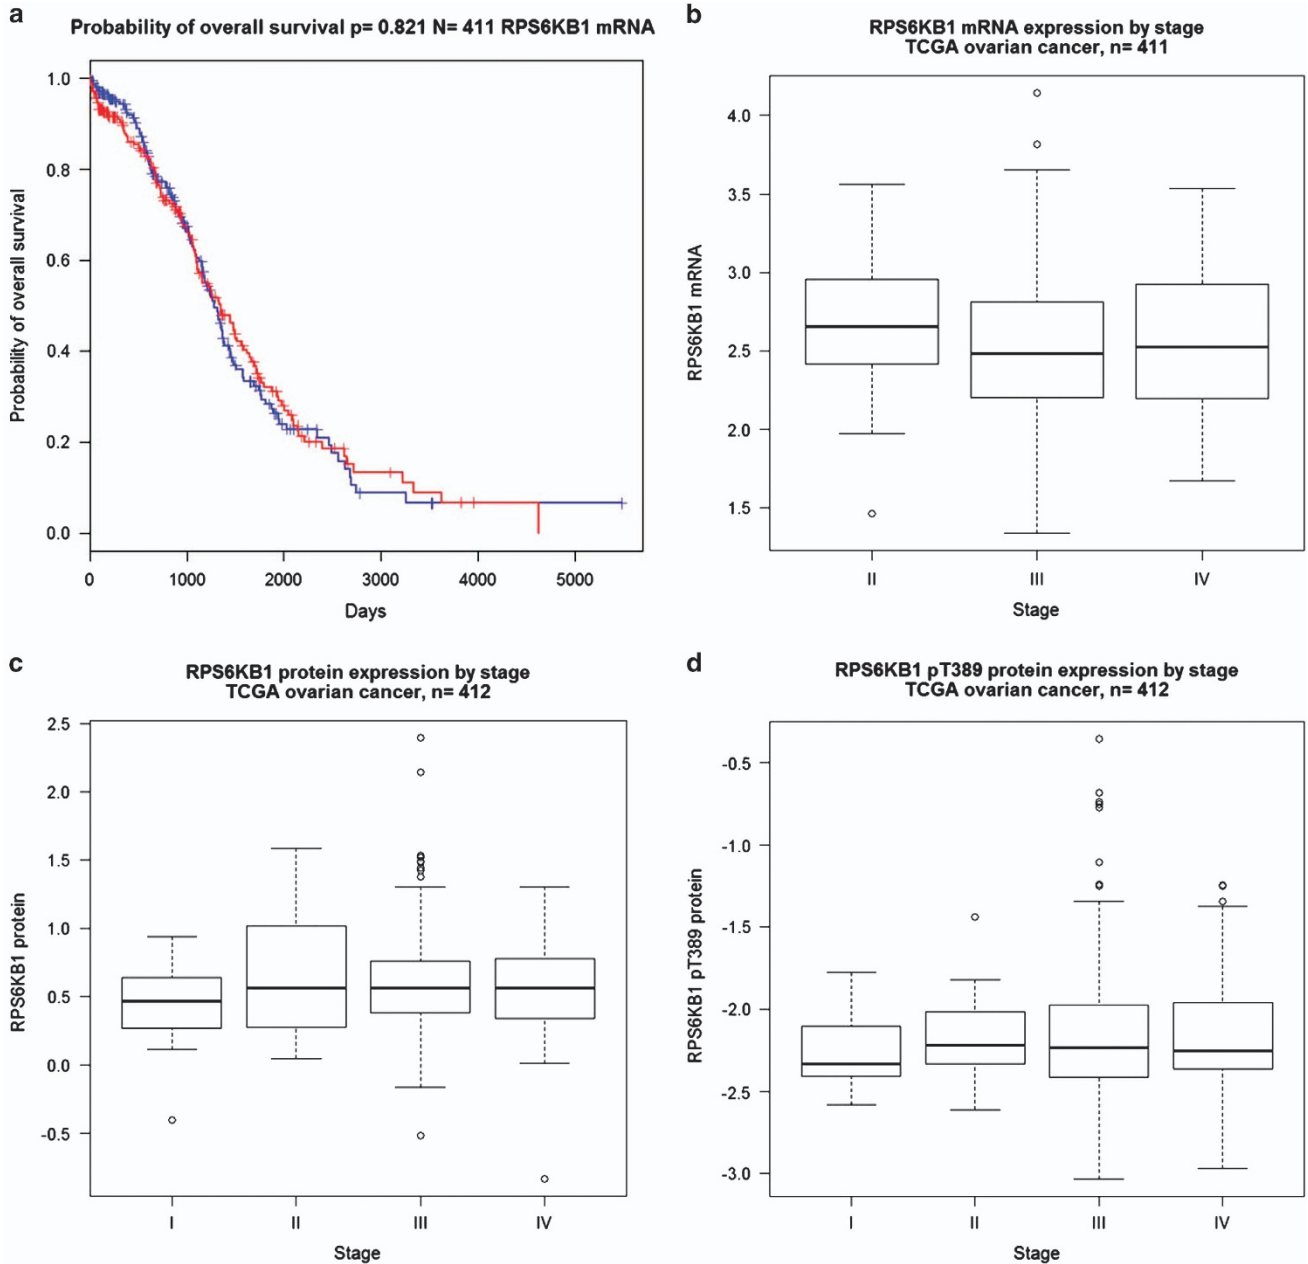 a
Probability of overall survival p= 0.821 N= 411 RPS6KB1 mRNA
Probability of overall survival
1.0
0.8
0.6
0.4
0.2
0.0
0 1000 2000 3000 4000 5000
Days
b
RPS6KB1 mRNA expression by stage
TCGA ovarian cancer, n= 411
RPS6KB1 mRNA
4.0
3.5
3.0
2.5
2.0
1.5
II III IV
Stage
c
RPS6KB1 protein expression by stage
TCGA ovarian cancer, n= 412
RPS6KB1 protein
2.5
2.0
1.5
1.0
0.5
0.0
-0.5
I II III IV
Stage
d
RPS6KB1 pT389 protein expression by stage
TCGA ovarian cancer, n= 412
RPS6KB1 pT389 protein
-0.5
-1.0
-1.5
-2.0
-2.5
-3.0
I II III IV
Stage